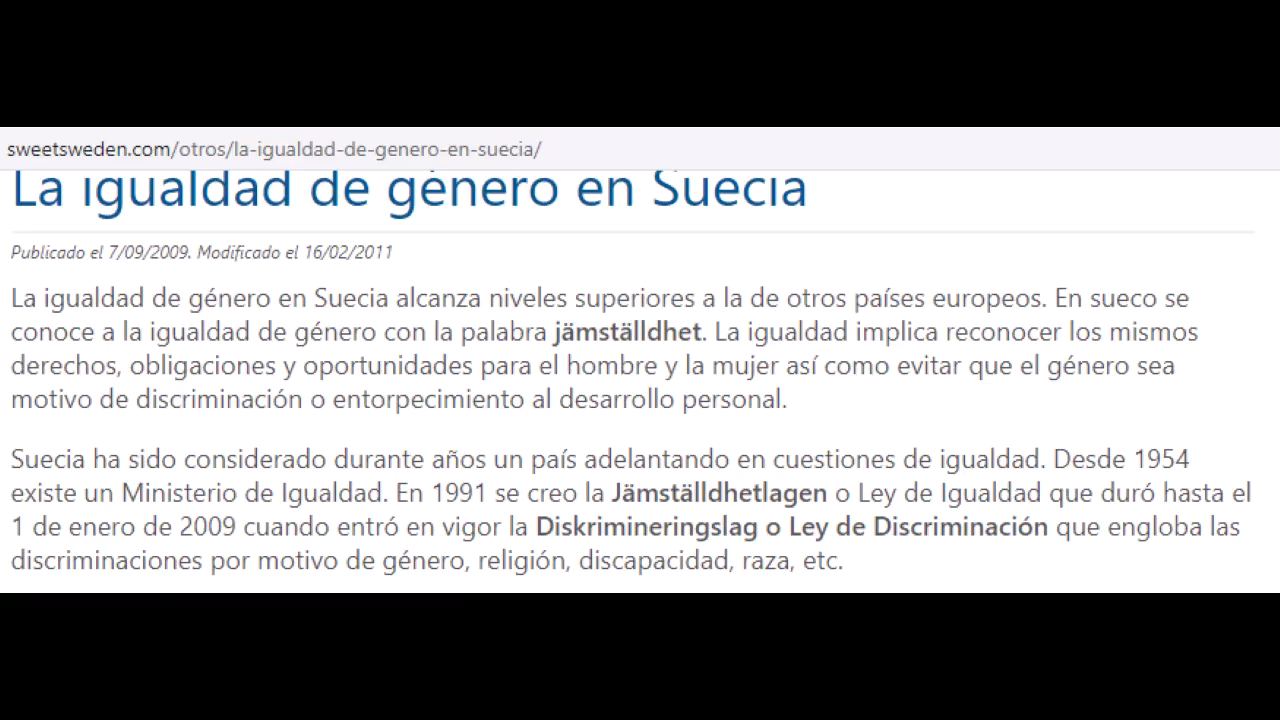 sweetsweden.com/otros/la-igualdad-de-genero-en-suecia/
La igualdad de género en Suecia
Publicado el 7/09/2009. Modificado el 16/02/2011
La igualdad de género en Suecia alcanza niveles superiores a la de otros países europeos. En sueco se
conoce a la igualdad de género con la palabra jämställdhet. La igualdad implica reconocer los mismos
derechos, obligaciones y oportunidades para el hombre y la mujer así como evitar que el género sea
motivo de discriminación o entorpecimiento al desarrollo personal.
Suecia ha sido considerado durante años un país adelantando en cuestiones de igualdad. Desde 1954
existe un Ministerio de Igualdad. En 1991 se creo la Jämställdhetlagen o Ley de Igualdad que duró hasta el
1 de enero de 2009 cuando entró en vigor la Diskrimineringslag o Ley de Discriminación que engloba las
discriminaciones por motivo de género, religión, discapacidad, raza, etc.